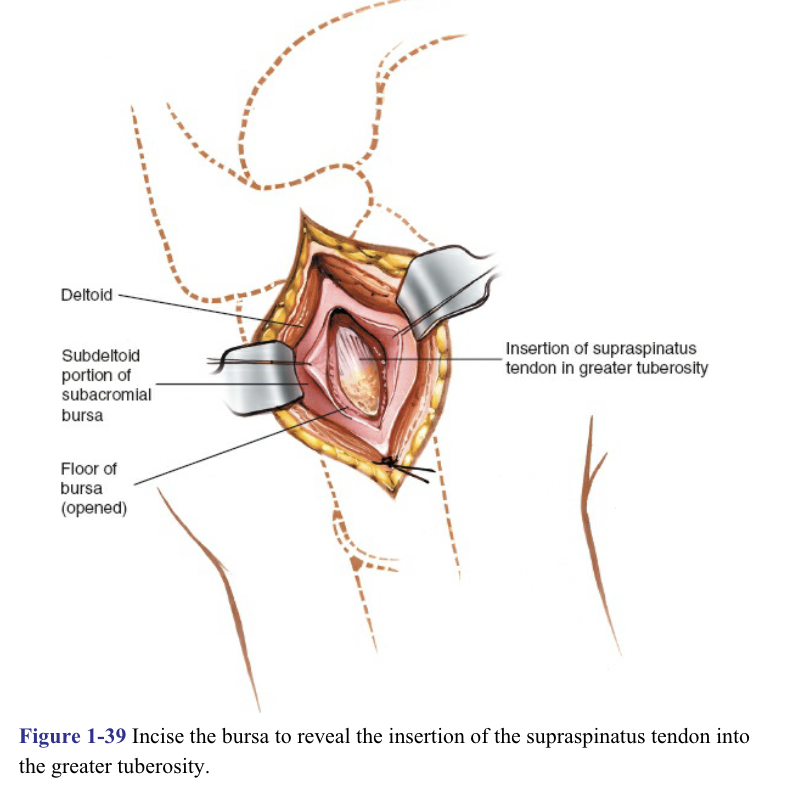 Deltoid
Subdeltoid
portion of
subacromial
bursa
Floor of
bursa
(opened)
Insertion of supraspinatus
tendon in greater tuberosity
Figure 1-39 Incise the bursa to reveal the insertion of the supraspinatus tendon into
the greater tuberosity.